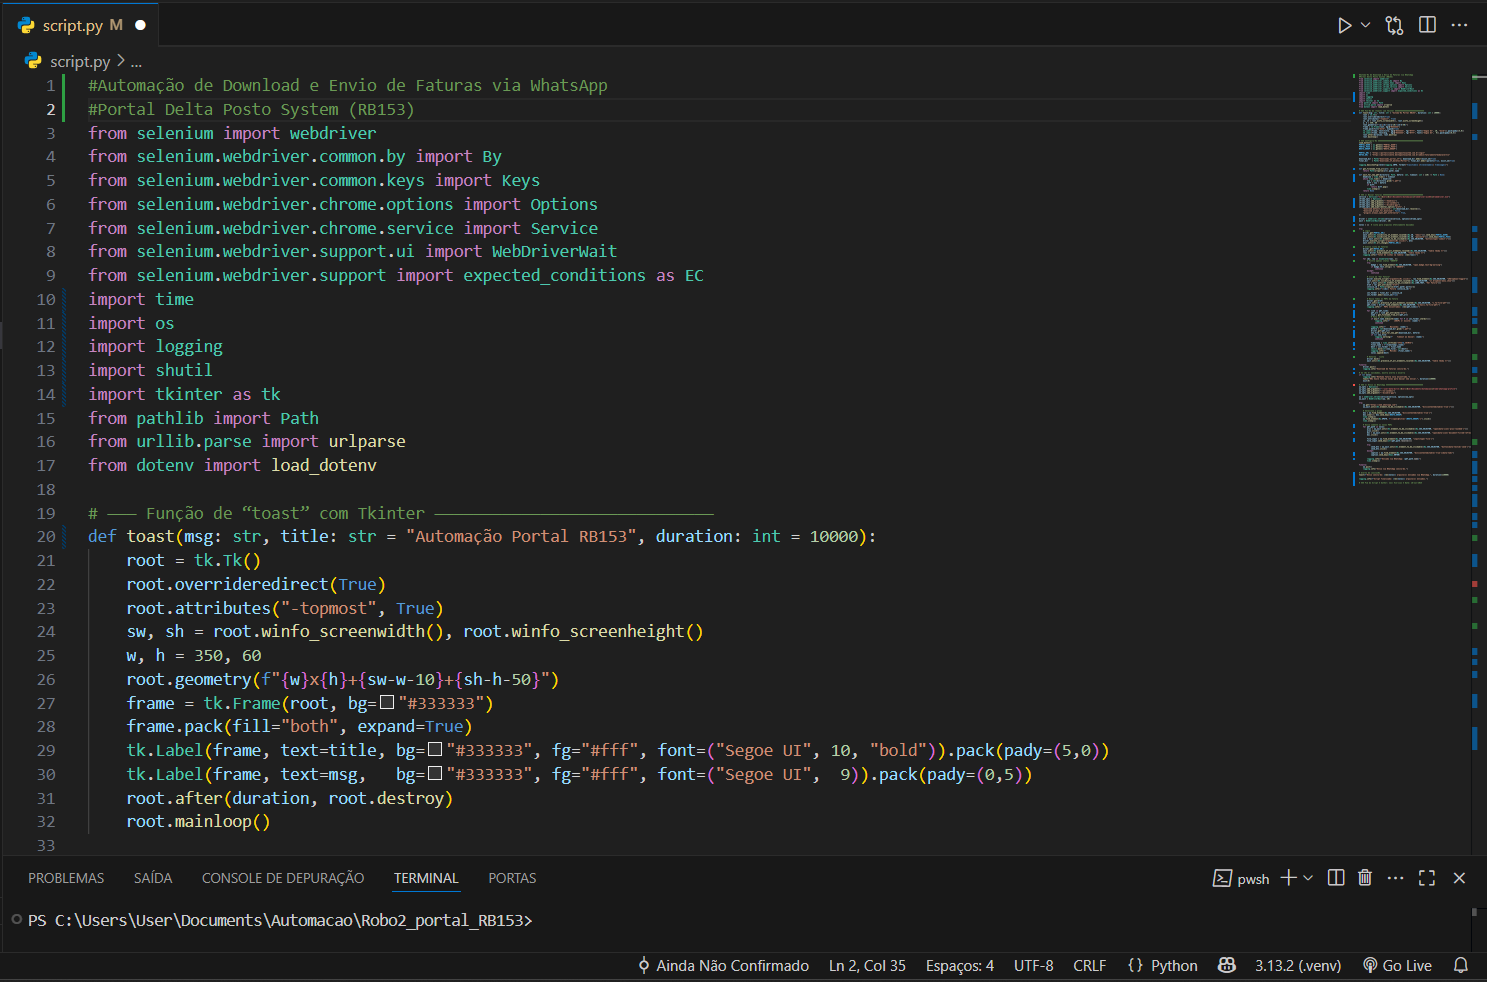 script.py M
script.py > ...
1 #Automação de Download e Envio de Faturas via WhatsApp
2 #Portal Delta Posto System (RB153)
3 from selenium import webdriver
4 from selenium.webdriver.common.by import By
5 from selenium.webdriver.common.keys import Keys
6 from selenium.webdriver.chrome.options import Options
7 from selenium.webdriver.chrome.service import Service
8 from selenium.webdriver.support.ui import WebDriverWait
9 from selenium.webdriver.support import expected_conditions as EC
10 import time
11 import os
12 import logging
13 import shutil
14 import tkinter as tk
15 from pathlib import Path
16 from urllib.parse import urlparse
17 from dotenv import load_dotenv
18
19 # ─── Função de “toast” com Tkinter ─────────────────────────────
20 def toast(msg: str, title: str = "Automação Portal RB153", duration: int = 10000):
21     root = tk.Tk()
22     root.overrideredirect(True)
23     root.attributes("-topmost", True)
24     sw, sh = root.winfo_screenwidth(), root.winfo_screenheight()
25     w, h = 350, 60
26     root.geometry(f"{w}x{h}+{sw-w-10}+{sh-h-50}")
27     frame = tk.Frame(root, bg="#333333")
28     frame.pack(fill="both", expand=True)
29     tk.Label(frame, text=title, bg="#333333", fg="#fff", font=("Segoe UI", 10, "bold")).pack(pady=(5,0))
30     tk.Label(frame, text=msg,   bg="#333333", fg="#fff", font=("Segoe UI",  9)).pack(pady=(0,5))
31     root.after(duration, root.destroy)
32     root.mainloop()
33
PROBLEMAS SAÍDA CONSOLE DE DEPURAÇÃO TERMINAL PORTAS pwsh
PS C:\Users\User\Documents\Automacao\Robo2_portal_RB153>
Ainda Não Confirmado Ln 2, Col 35 Espaços: 4 UTF-8 CRLF {} Python 3.13.2 (.venv) Go Live